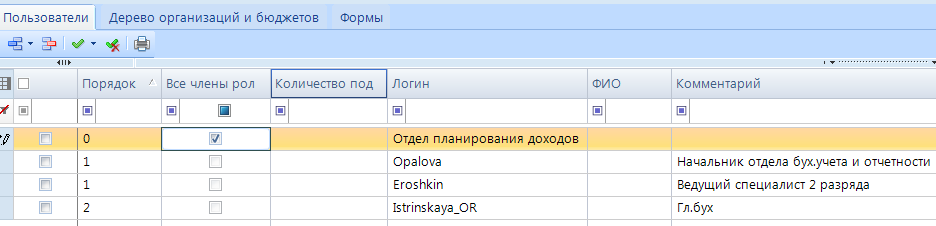 Пользователи Дерево организаций и бюджетов Формы
Порядок Все члены рол Количество под Логин ФИО Комментарий
0 Отдел планирования доходов
1 Opalova Начальник отдела бух.учета и отчетности
1 Eroshkin Ведущий специалист 2 разряда
2 Istrinskaya_OR Гл.бух